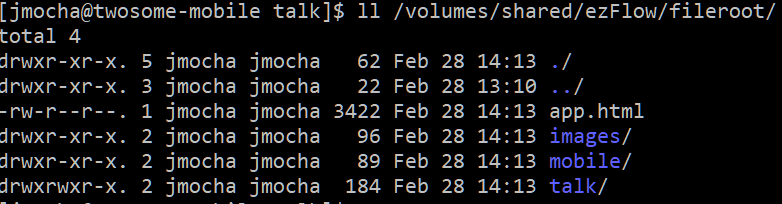 [jmocha@twosome-mobile talk]$ ll /volumes/shared/ezFlow/fileroot/
total 4
drwxr-xr-x. 5 jmocha jmocha   62 Feb 28 14:13 ./
drwxr-xr-x. 3 jmocha jmocha   22 Feb 28 13:10 ../
-rw-r--r--. 1 jmocha jmocha 3422 Feb 28 14:13 app.html
drwxr-xr-x. 2 jmocha jmocha   96 Feb 28 14:13 images/
drwxr-xr-x. 2 jmocha jmocha   89 Feb 28 14:13 mobile/
drwxrwxr-x. 2 jmocha jmocha  184 Feb 28 14:13 talk/